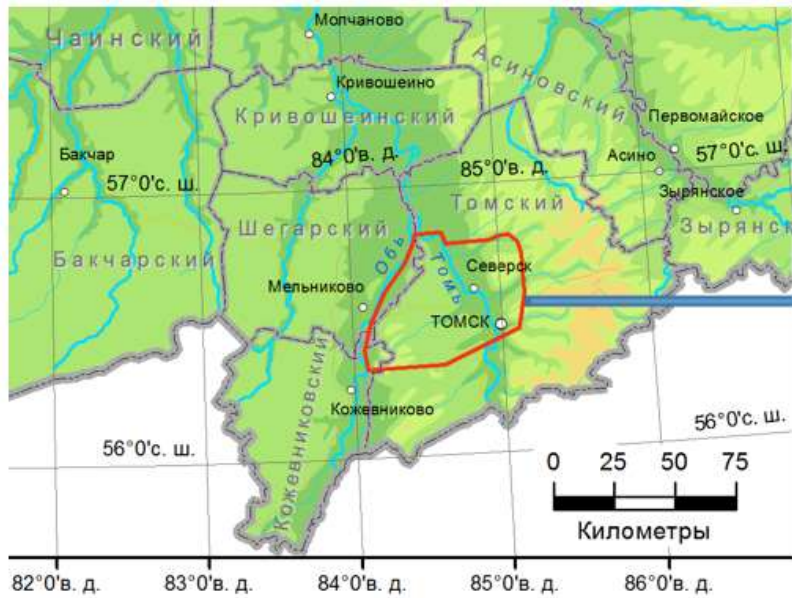 Молчаново
Чаинский
Асиновский
Кривошеино
Кривошеинский
Первомайское
Бакчар
84°0'в. д.
85°0'в. д.
Асино
57°0'с. ш.
57°0'с. ш.
Зырянское
Томский
Шегарский
Зырянск
Бакчарский
Обь
Томь
Северск
Мельниково
ТОМСК
Кожевниковский
Кожевниково
56°0'с. ш.
56°0'с. ш.
0 25 50 75
Километры
82°0'в. д. 83°0'в. д. 84°0'в. д. 85°0'в. д. 86°0'в. д.